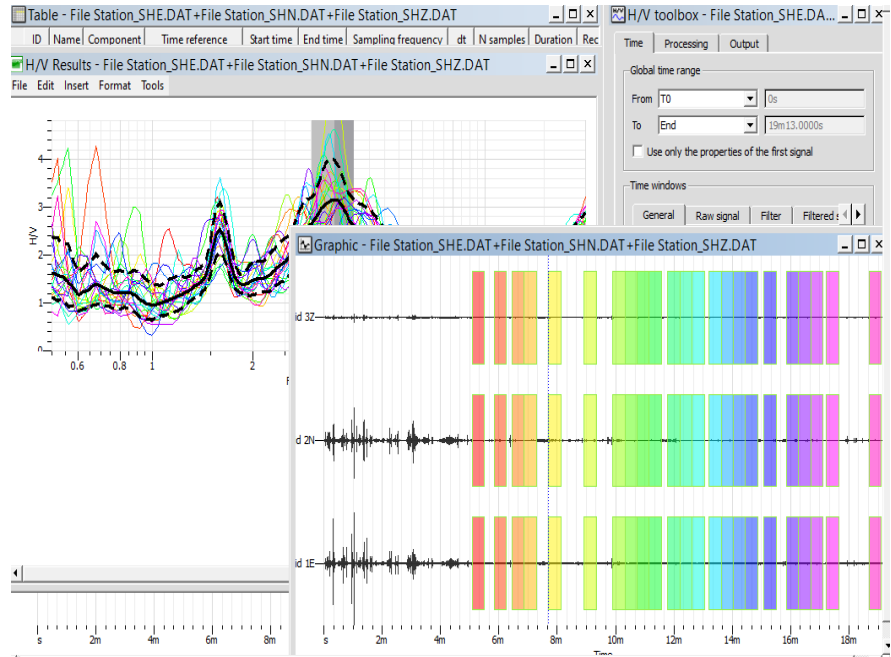 Table - File Station_SHE.DAT+File Station_SHN.DAT+File Station_SHZ.DAT
ID Name Component Time reference Start time End time Sampling frequency dt N samples Duration Rec
H/V Results - File Station_SHE.DAT+File Station_SHN.DAT+File Station_SHZ.DAT
File Edit Insert Format Tools
H/V
4
3
2
1
0
0.6 0.8 1 2
F
s 2m 4m 6m 8m
H/V toolbox - File Station_SHE.DA...
Time Processing Output
Global time range
From T0 0s
To End 19m13.0000s
Use only the properties of the first signal
Time windows
General Raw signal Filter Filtered s
Graphic - File Station_SHE.DAT+File Station_SHN.DAT+File Station_SHZ.DAT
id 3Z
d 2N
id 1E
s 2m 4m 6m 8m 10m 12m 14m 16m 18m
Time